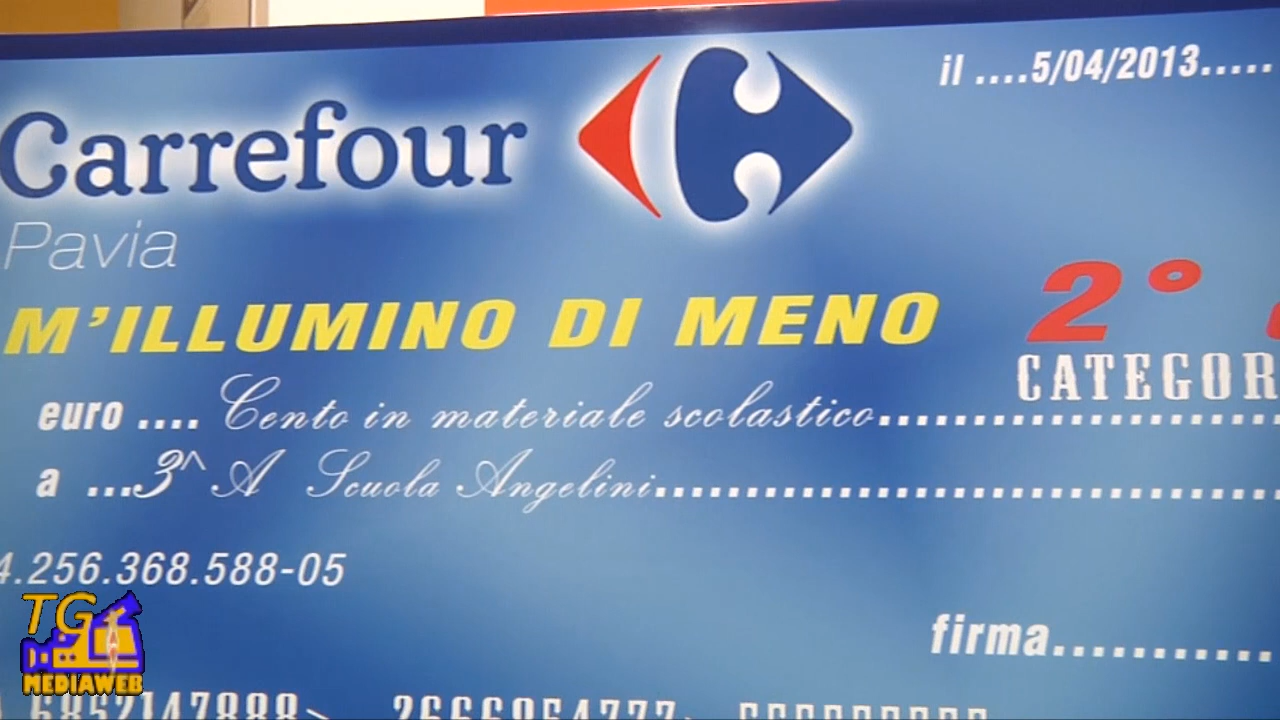 il ....5/04/2013.....
Carrefour
Pavia
M'ILLUMINO DI MENO 2°
CATEGOR
euro .... Cento in materiale scolastico..............................
a ...3^ A Scuola Angelini.............................................
4.256.368.588-05
firma...............
TG
MEDIAWEB